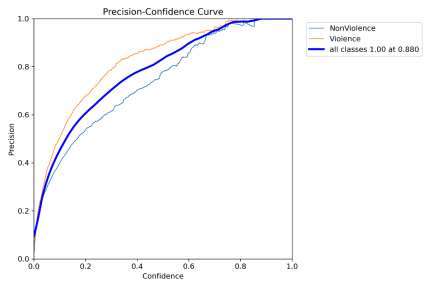 Precision-Confidence Curve
NonViolence
Violence
all classes 1.00 at 0.880
Precision
1.0
0.8
0.6
0.4
0.2
0.0
0.0 0.2 0.4 0.6 0.8 1.0
Confidence